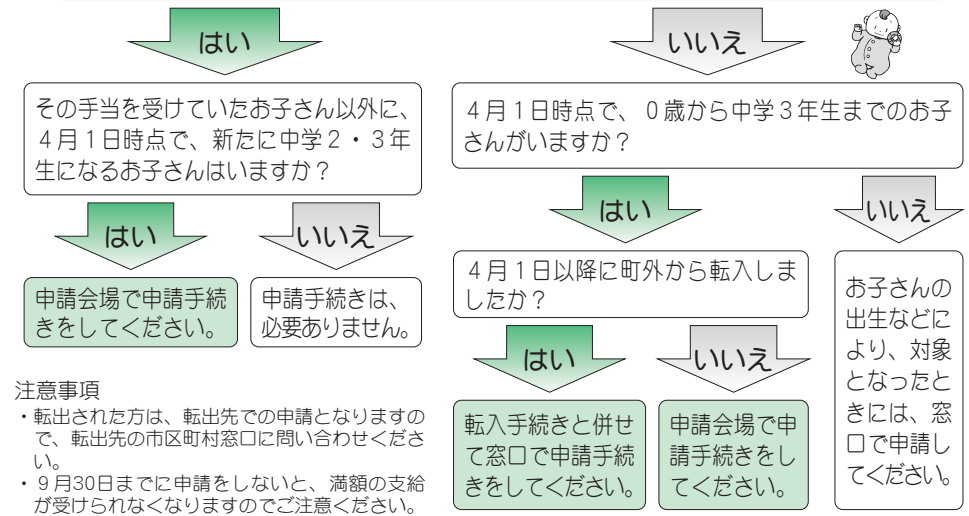 はい
いいえ
その手当を受けていたお子さん以外に、
４月１日時点で、新たに中学２・３年
生になるお子さんはいますか？
４月１日時点で、０歳から中学３年生までのお子
さんがいますか？
はい
いいえ
はい
いいえ
申請会場で申請手続
きをしてください。
申請手続きは、
必要ありません。
４月１日以降に町外から転入しま
したか？
お子さんの
出生などに
より、対象
となったと
きには、窓
口で申請し
てください。
はい
いいえ
転入手続きと併せ
て窓口で申請手続
きをしてください。
申請会場で申
請手続きをし
てください。
注意事項
・転出された方は、転出先での申請となりますの
で、転出先の市区町村窓口に問い合わせくださ
い。
・９月30日までに申請をしないと、満額の支給
が受けられなくなりますのでご注意ください。